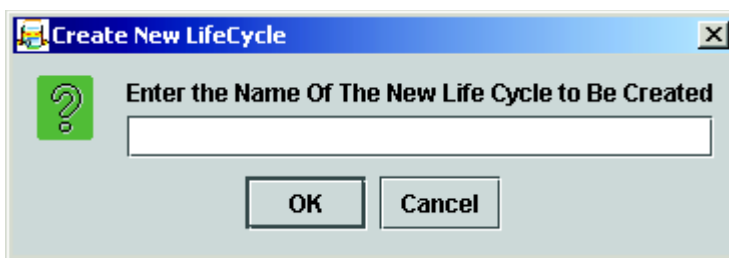 Create New LifeCycle
Enter the Name Of The New Life Cycle to Be Created
OK Cancel